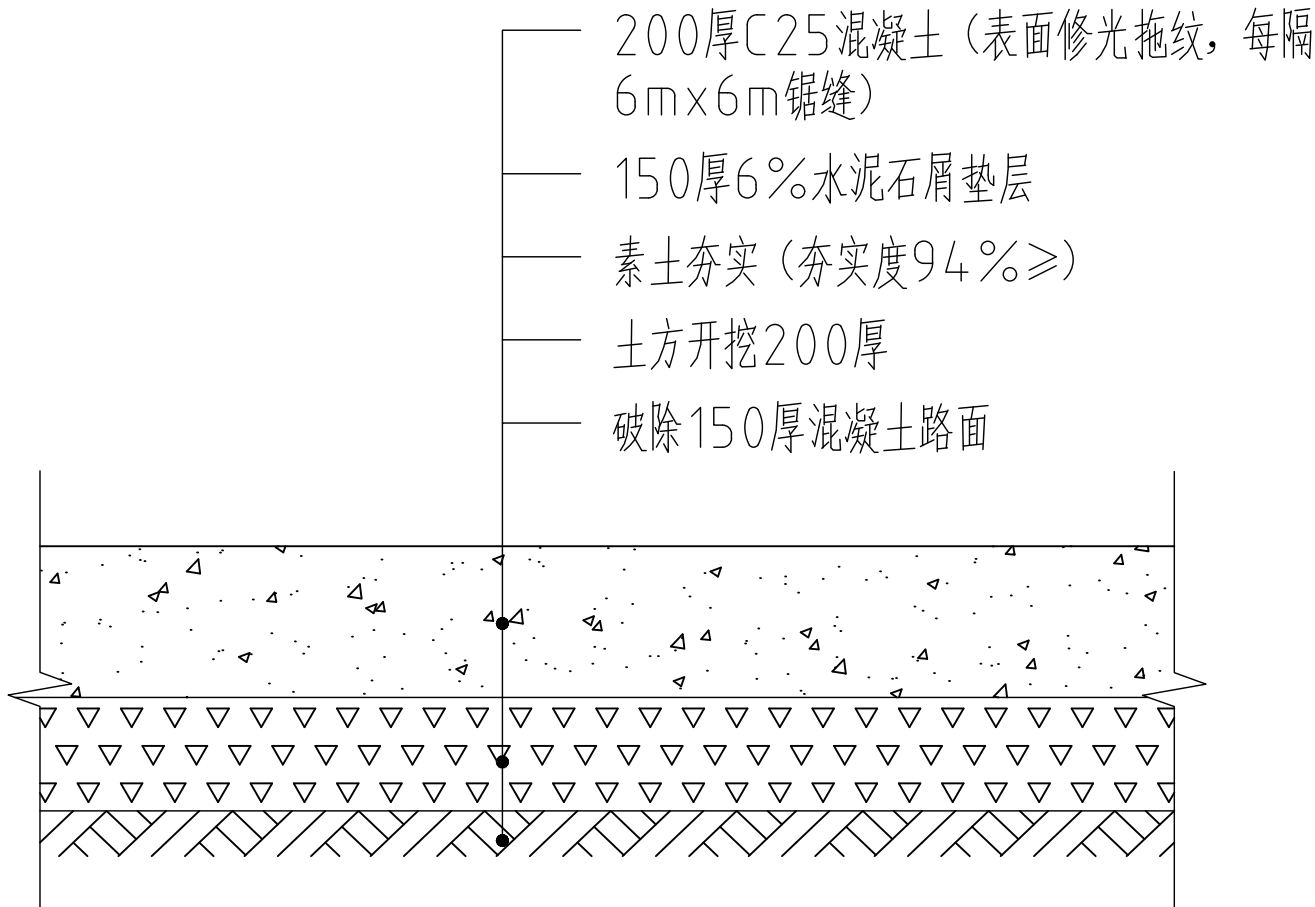 200厚C25混凝土（表面修光拖纹，每隔
6mx6m锯缝）
150厚6%水泥石屑垫层
素土夯实（夯实度94%≥）
土方开挖200厚
破除150厚混凝土路面